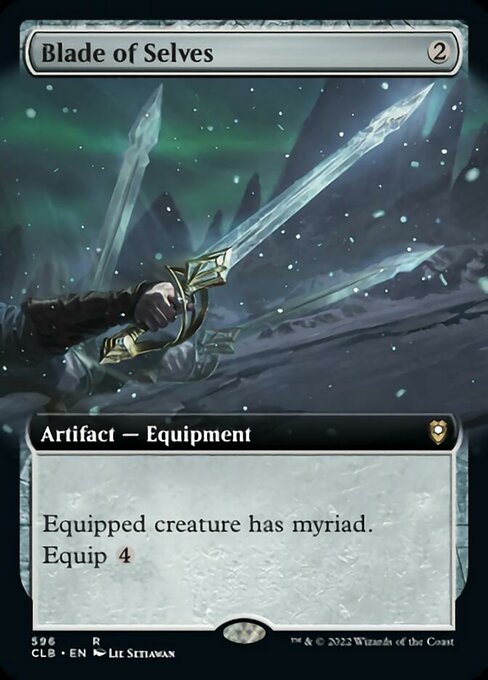 Blade of Selves 2
Artifact — Equipment
Equipped creature has myriad.
Equip 4
596 R
CLB • EN Lie Setiawan
™ & © 2022 Wizards of the Coast